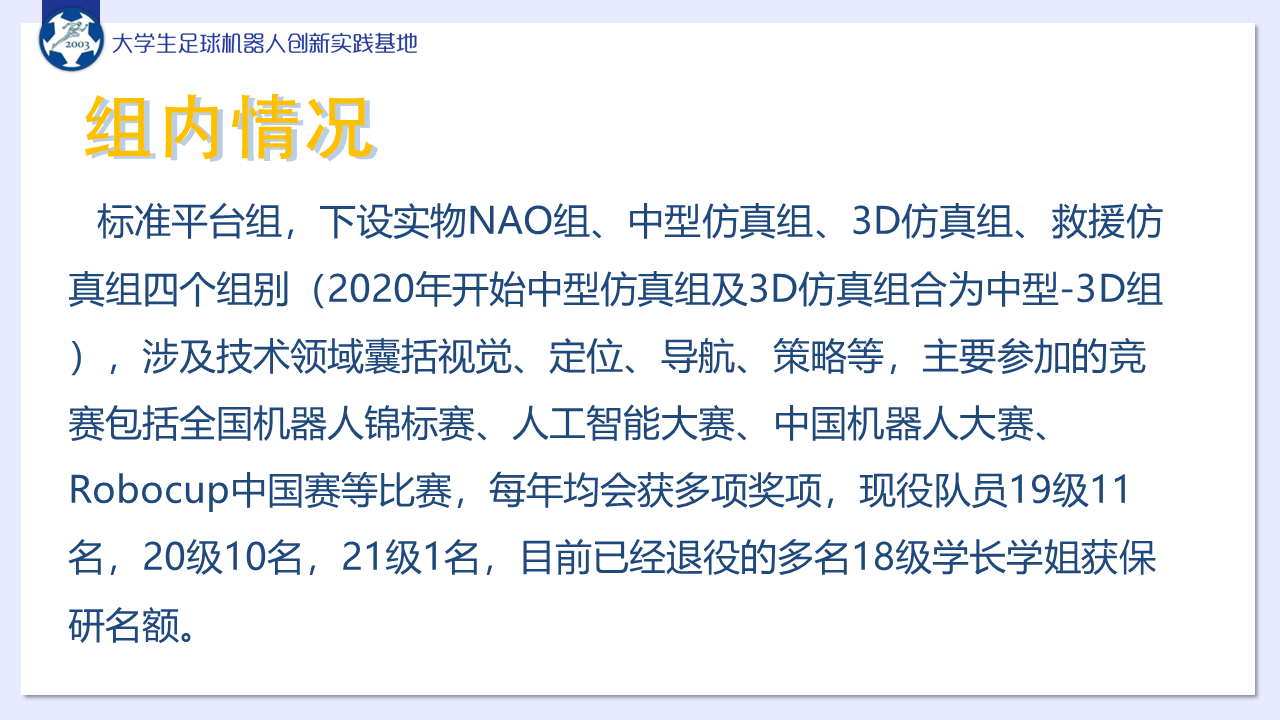 2003
大学生足球机器人创新实践基地
组内情况
标准平台组，下设实物NAO组、中型仿真组、3D仿真组、救援仿
真组四个组别（2020年开始中型仿真组及3D仿真组合为中型-3D组
），涉及技术领域囊括视觉、定位、导航、策略等，主要参加的竞
赛包括全国机器人锦标赛、人工智能大赛、中国机器人大赛、
Robocup中国赛等比赛，每年均会获多项奖项，现役队员19级11
名，20级10名，21级1名，目前已经退役的多名18级学长学姐获保
研名额。